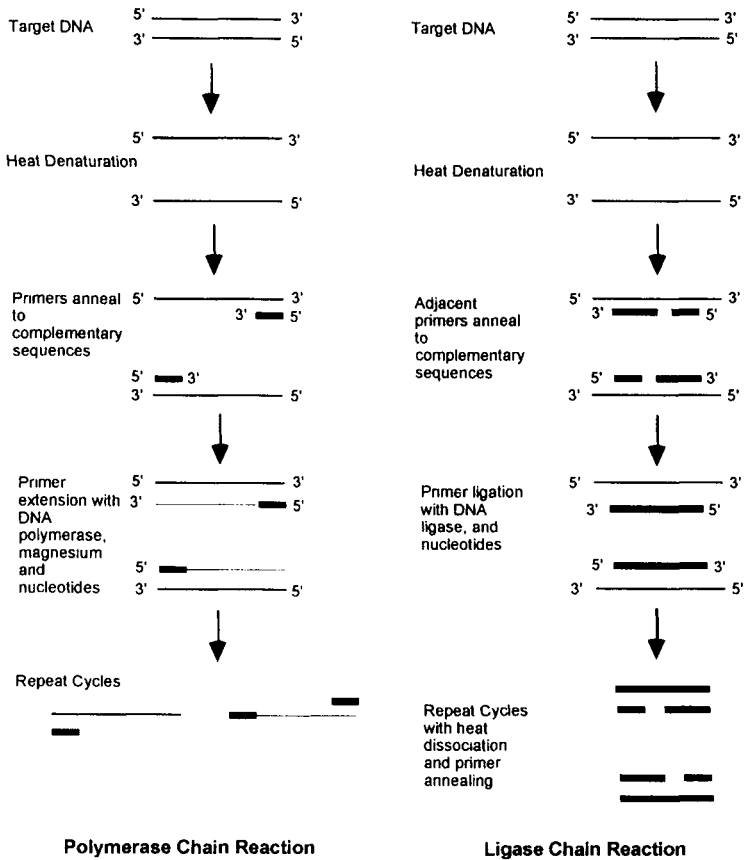 5' 3'
Target DNA
3' 5'
5' 3'
Heat Denaturation
3' 5'
Primers anneal
to
complementary
sequences
5' 3'
3' 5'
5' 3'
3' 5'
Primer
extension with
DNA
polymerase,
magnesium
and
nucleotides
5' 3'
3' 5'
5'
3' 5'
Repeat Cycles
Polymerase Chain Reaction
5' 3'
Target DNA
3' 5'
5' 3'
Heat Denaturation
3' 5'
Adjacent
primers anneal
to
complementary
sequences
5' 3'
3' 5'
5' 3'
3' 5'
Primer ligation
with DNA
ligase, and
nucleotides
5' 3'
3' 5'
5' 3'
3' 5'
Repeat Cycles
with heat
dissociation
and primer
annealing
Ligase Chain Reaction